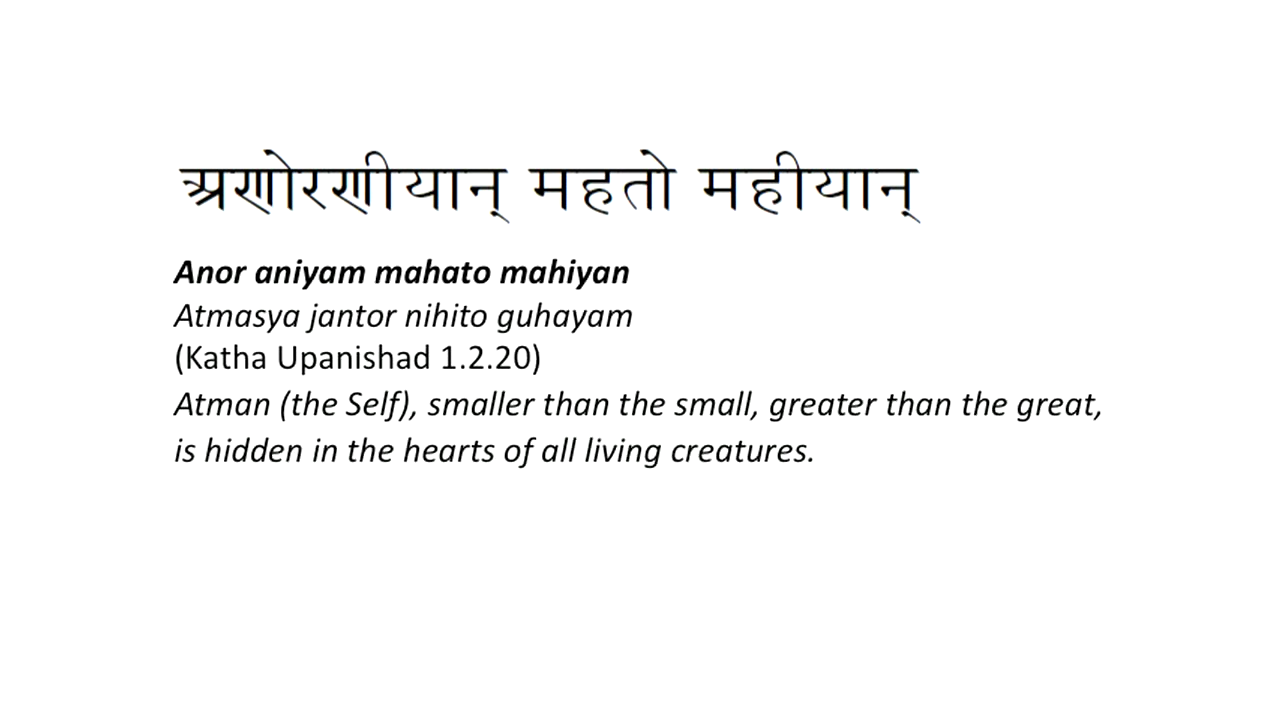 अणोरणीयान् महतो महीयान्
Anor aniyam mahato mahiyan
Atmasya jantor nihito guhayam
(Katha Upanishad 1.2.20)
Atman (the Self), smaller than the small, greater than the great,
is hidden in the hearts of all living creatures.